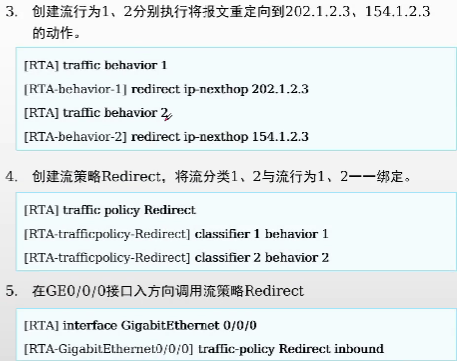 3. 创建流行为1、2分别执行将报文重定向到202.1.2.3、154.1.2.3
的动作。
[RTA] traffic behavior 1
[RTA-behavior-1] redirect ip-nexthop 202.1.2.3
[RTA] traffic behavior 2
[RTA-behavior-2] redirect ip-nexthop 154.1.2.3
4. 创建流策略Redirect，将流分类1、2与流行为1、2一一绑定。
[RTA] traffic policy Redirect
[RTA-trafficpolicy-Redirect] classifier 1 behavior 1
[RTA-trafficpolicy-Redirect] classifier 2 behavior 2
5. 在GE0/0/0接口入方向调用流策略Redirect
[RTA] interface GigabitEthernet 0/0/0
[RTA-GigabitEthernet0/0/0] traffic-policy Redirect inbound